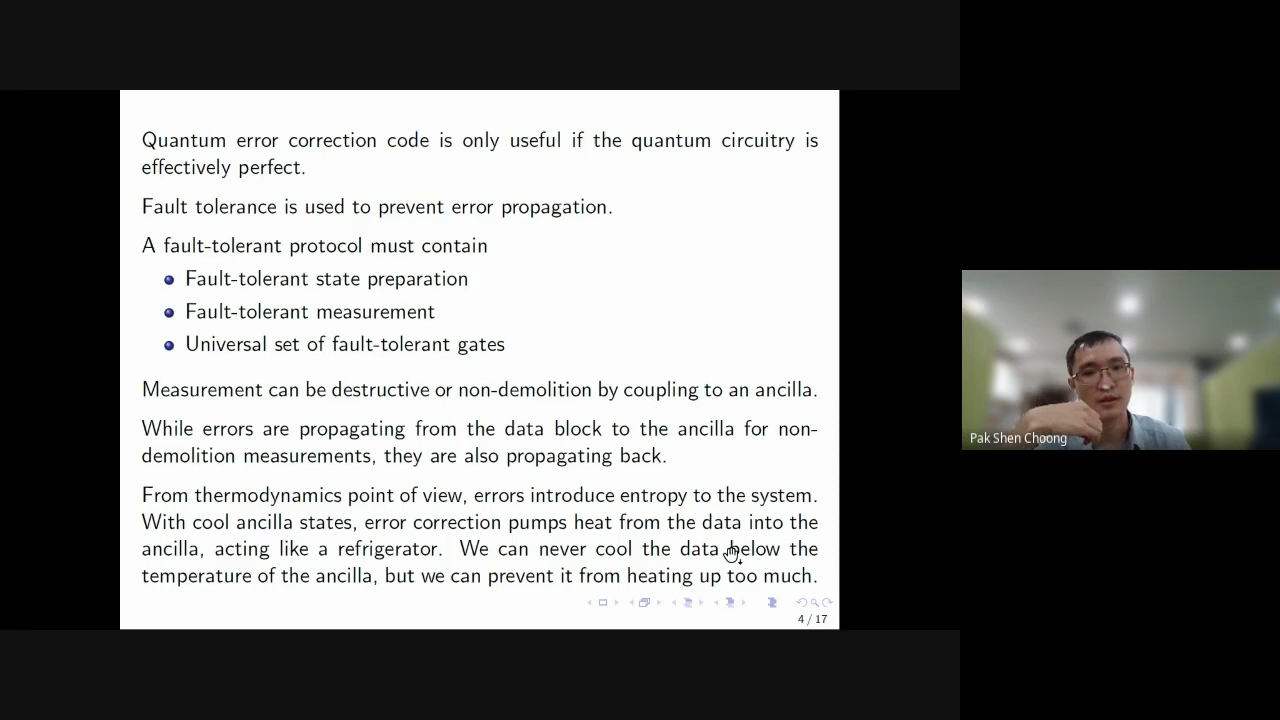 Quantum error correction code is only useful if the quantum circuitry is
effectively perfect.
Fault tolerance is used to prevent error propagation.
A fault-tolerant protocol must contain
Fault-tolerant state preparation
Fault-tolerant measurement
Universal set of fault-tolerant gates
Measurement can be destructive or non-demolition by coupling to an ancilla.
While errors are propagating from the data block to the ancilla for non-
demolition measurements, they are also propagating back.
From thermodynamics point of view, errors introduce entropy to the system.
With cool ancilla states, error correction pumps heat from the data into the
ancilla, acting like a refrigerator. We can never cool the data below the
temperature of the ancilla, but we can prevent it from heating up too much.
4 / 17
Pak Shen Choong